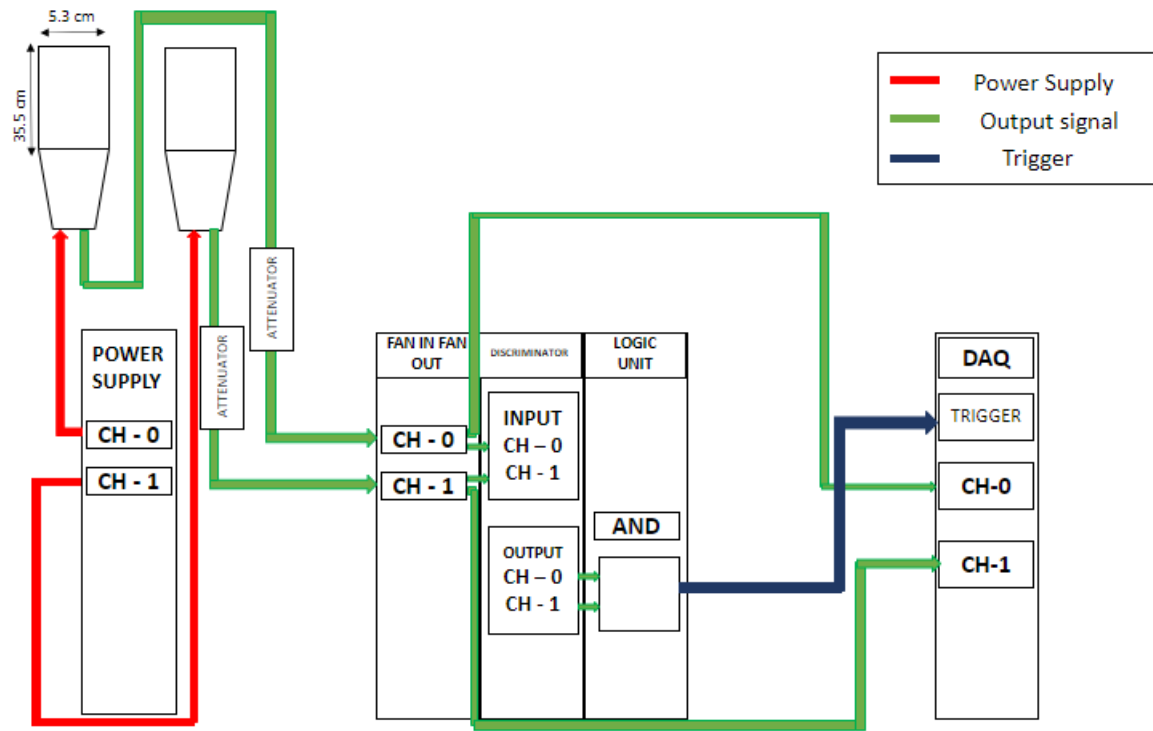 5.3 cm
35.5 cm
Power Supply
Output signal
Trigger
ATTENUATOR
ATTENUATOR
POWER
SUPPLY
CH - 0
CH - 1
FAN IN FAN
OUT
CH - 0
CH - 1
DISCRIMINATOR
INPUT
CH – 0
CH - 1
OUTPUT
CH – 0
CH - 1
LOGIC
UNIT
AND
DAQ
TRIGGER
CH-0
CH-1